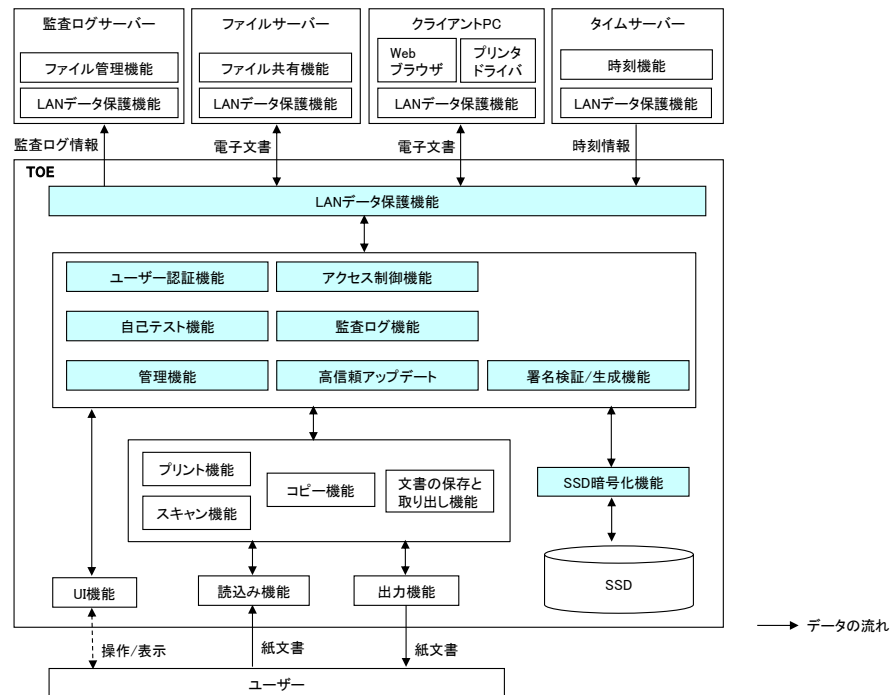 監査ログサーバー
ファイル管理機能
LANデータ保護機能
ファイルサーバー
ファイル共有機能
LANデータ保護機能
クライアントPC
Web
ブラウザ
プリンタ
ドライバ
LANデータ保護機能
タイムサーバー
時刻機能
LANデータ保護機能
監査ログ情報
電子文書
電子文書
時刻情報
TOE
LANデータ保護機能
ユーザー認証機能
アクセス制御機能
自己テスト機能
監査ログ機能
管理機能
高信頼アップデート
署名検証/生成機能
プリント機能
スキャン機能
コピー機能
文書の保存と
取り出し機能
SSD暗号化機能
SSD
UI機能
読込み機能
出力機能
操作/表示
紙文書
紙文書
データの流れ
ユーザー